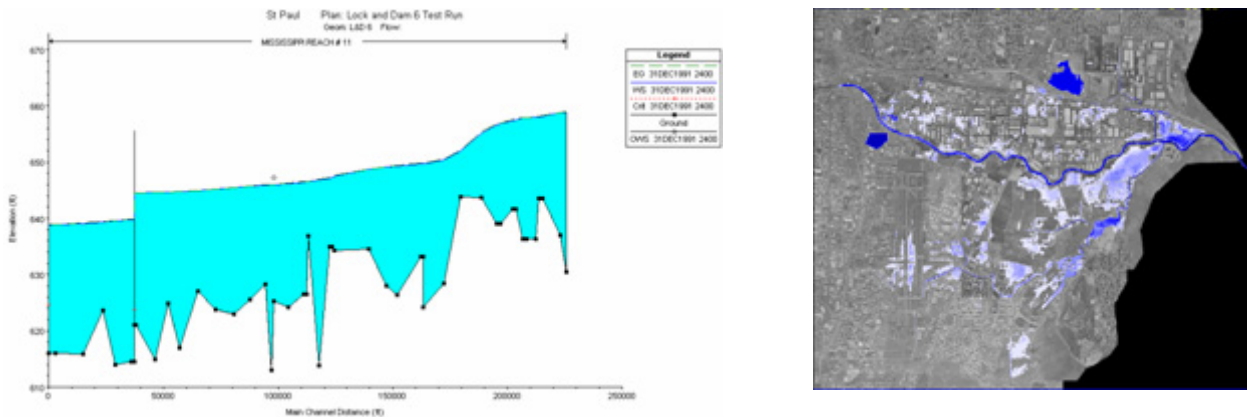 St Paul Plan: Lock and Dam 6 Test Run
Geom: L&D 6 Flow:
MISSISSIPPI REACH # 11
Legend
EG 31DEC1991 2400
WS 31DEC1991 2400
Crit 31DEC1991 2400
Ground
OWS 31DEC1991 2400
Elevation (ft)
670
660
650
640
630
620
610
0
50000
100000
150000
200000
250000
Main Channel Distance (ft)